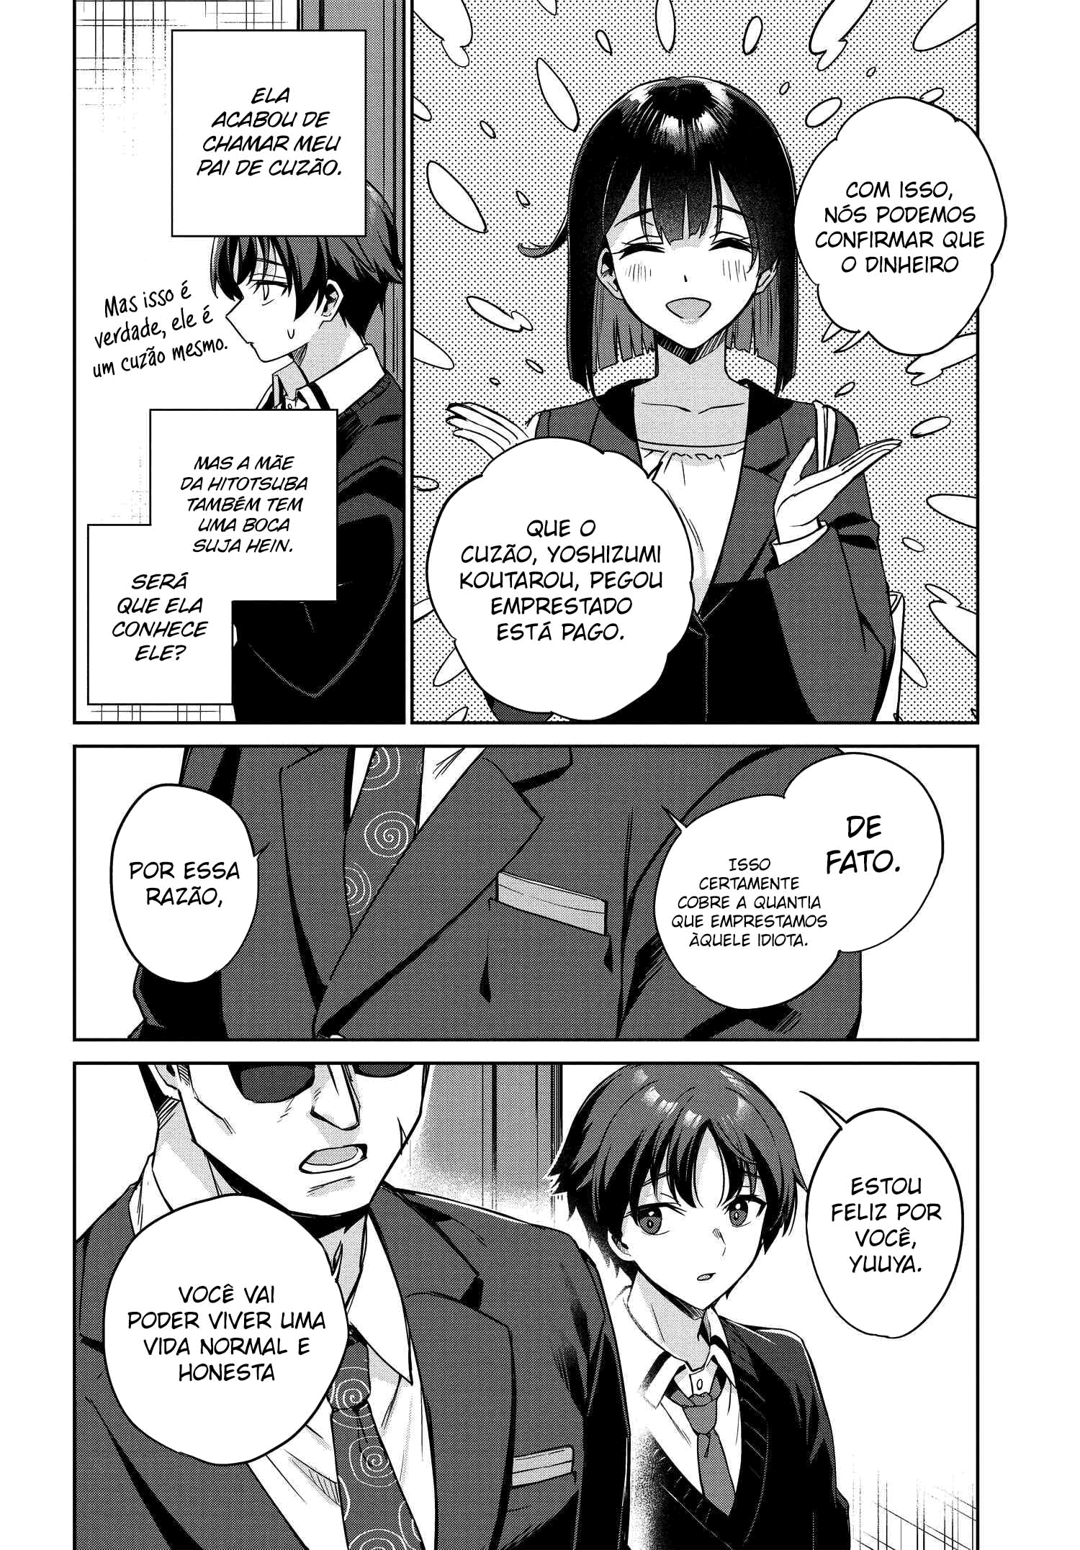 COM ISSO,
NÓS PODEMOS
CONFIRMAR QUE
O DINHEIRO
QUE O
CUZÃO, YOSHIZUMI
KOUTAROU, PEGOU
EMPRESTADO
ESTÁ PAGO.
ELA
ACABOU DE
CHAMAR MEU
PAI DE CUZÃO.
Mas isso é
verdade, ele é
um cuzão mesmo.
MAS A MÃE
DA HITOTSUBA
TAMBÉM TEM
UMA BOCA
SUJA HEIN.
SERÁ
QUE ELA
CONHECE
ELE?
DE
FATO.
ISSO
CERTAMENTE
COBRE A QUANTIA
QUE EMPRESTAMOS
ÀQUELE IDIOTA.
POR ESSA
RAZÃO,
ESTOU
FELIZ POR
VOCÊ,
YUUYA.
VOCÊ VAI
PODER VIVER UMA
VIDA NORMAL E
HONESTA